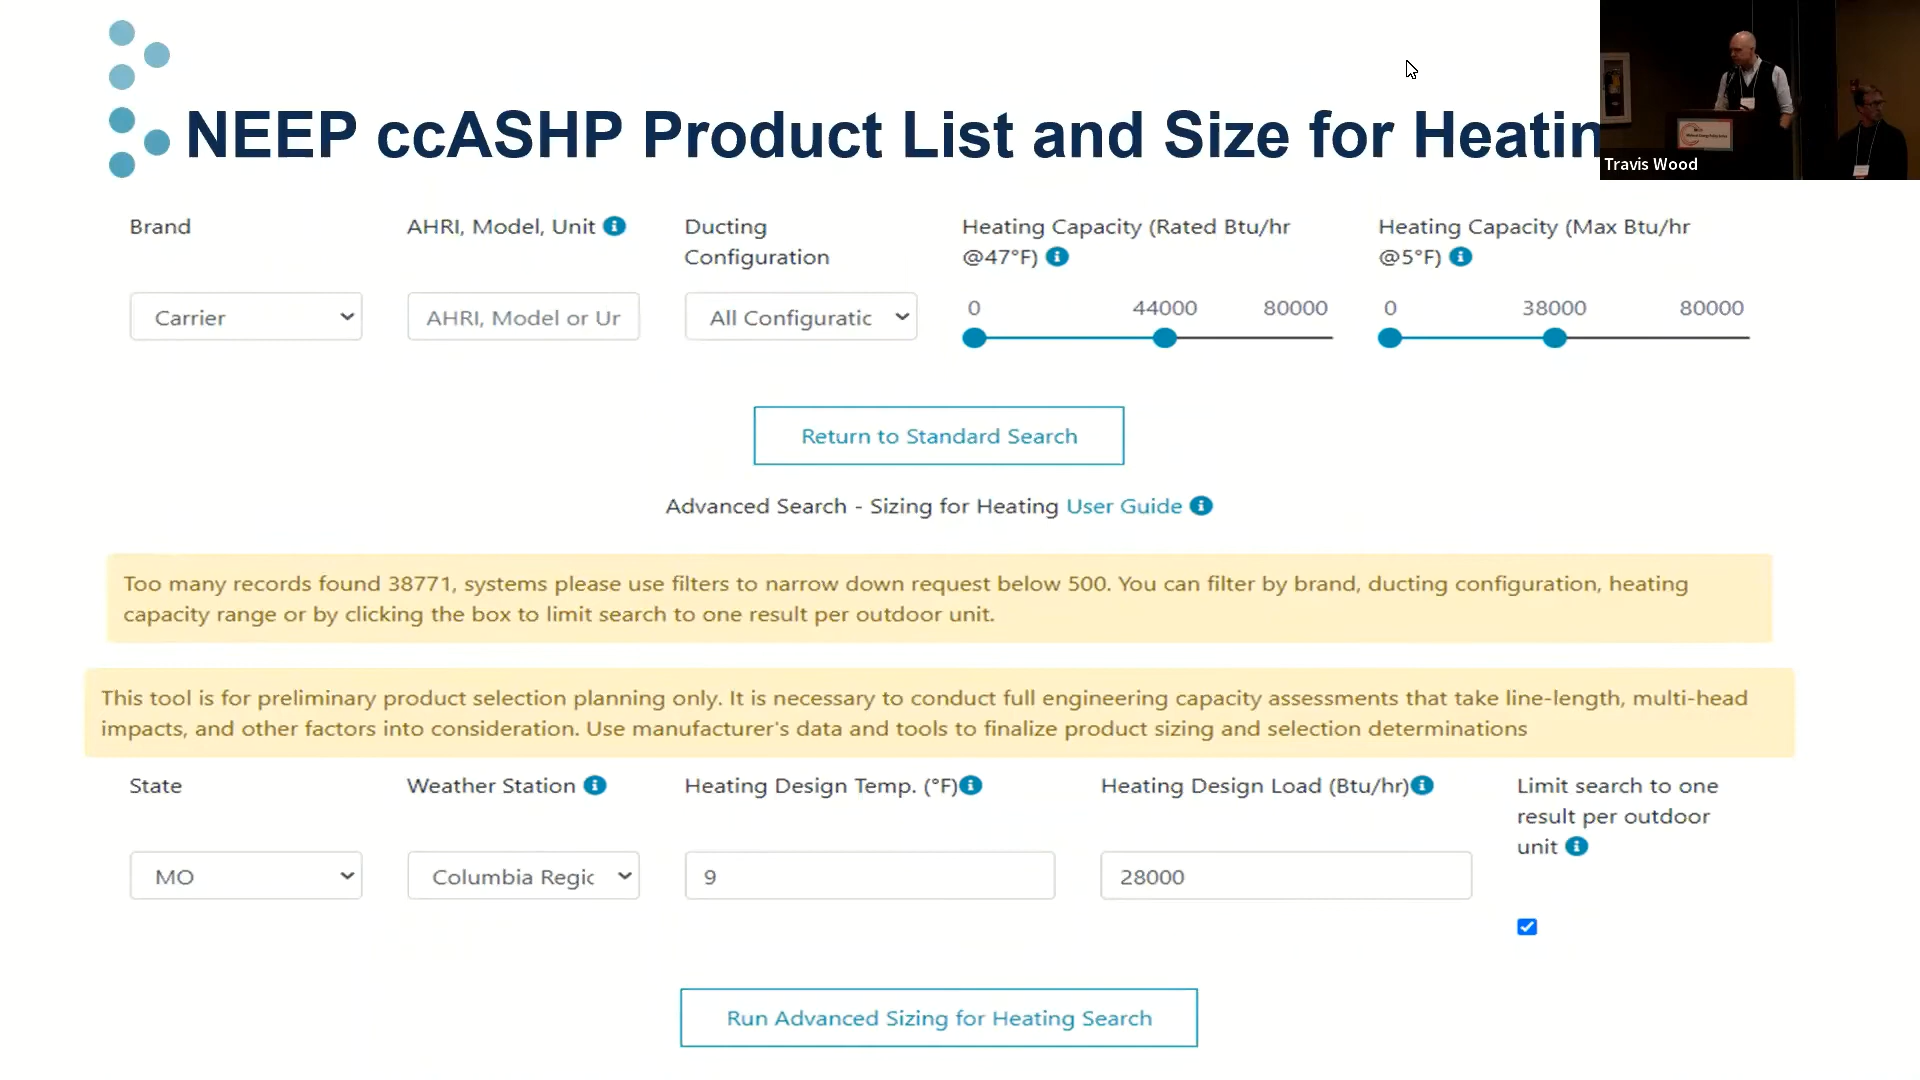 NEEP ccASHP Product List and Size for Heatin
Travis Wood
Brand
AHRI, Model, Unit
Ducting
Configuration
Heating Capacity (Rated Btu/hr
@47°F)
Heating Capacity (Max Btu/hr
@5°F)
Carrier
AHRI, Model or Ur
All Configuratic
0 44000 80000
0 38000 80000
Return to Standard Search
Advanced Search - Sizing for Heating User Guide
Too many records found 38771, systems please use filters to narrow down request below 500. You can filter by brand, ducting configuration, heating
capacity range or by clicking the box to limit search to one result per outdoor unit.
This tool is for preliminary product selection planning only. It is necessary to conduct full engineering capacity assessments that take line-length, multi-head
impacts, and other factors into consideration. Use manufacturer's data and tools to finalize product sizing and selection determinations
State
Weather Station
Heating Design Temp. (°F)
Heating Design Load (Btu/hr)
Limit search to one
result per outdoor
unit
MO
Columbia Regic
9
28000
Run Advanced Sizing for Heating Search